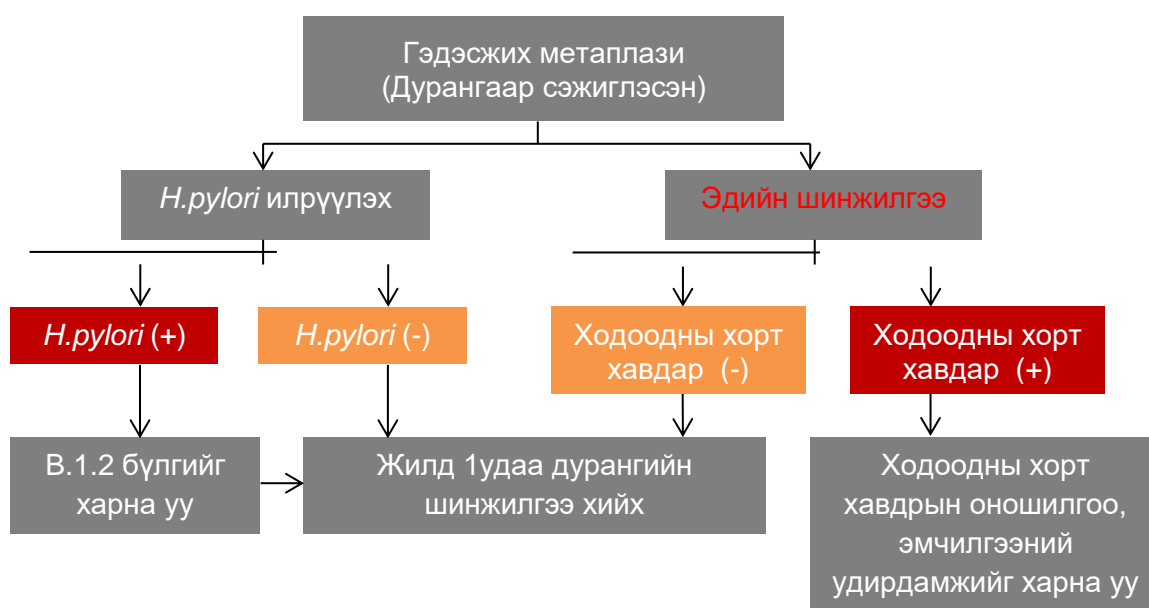 Гэдэсжих метаплази
(Дурангаар сэжиглэсэн)
H.pylori илрүүлэх
Эдийн шинжилгээ
H.pylori (+)
H.pylori (-)
Ходоодны хорт
хавдар (-)
Ходоодны хорт
хавдар (+)
В.1.2 бүлгийг
харна уу
Жилд 1удаа дурангийн
шинжилгээ хийх
Ходоодны хорт
хавдрын оношилгоо,
эмчилгээний
удирдамжийг харна уу